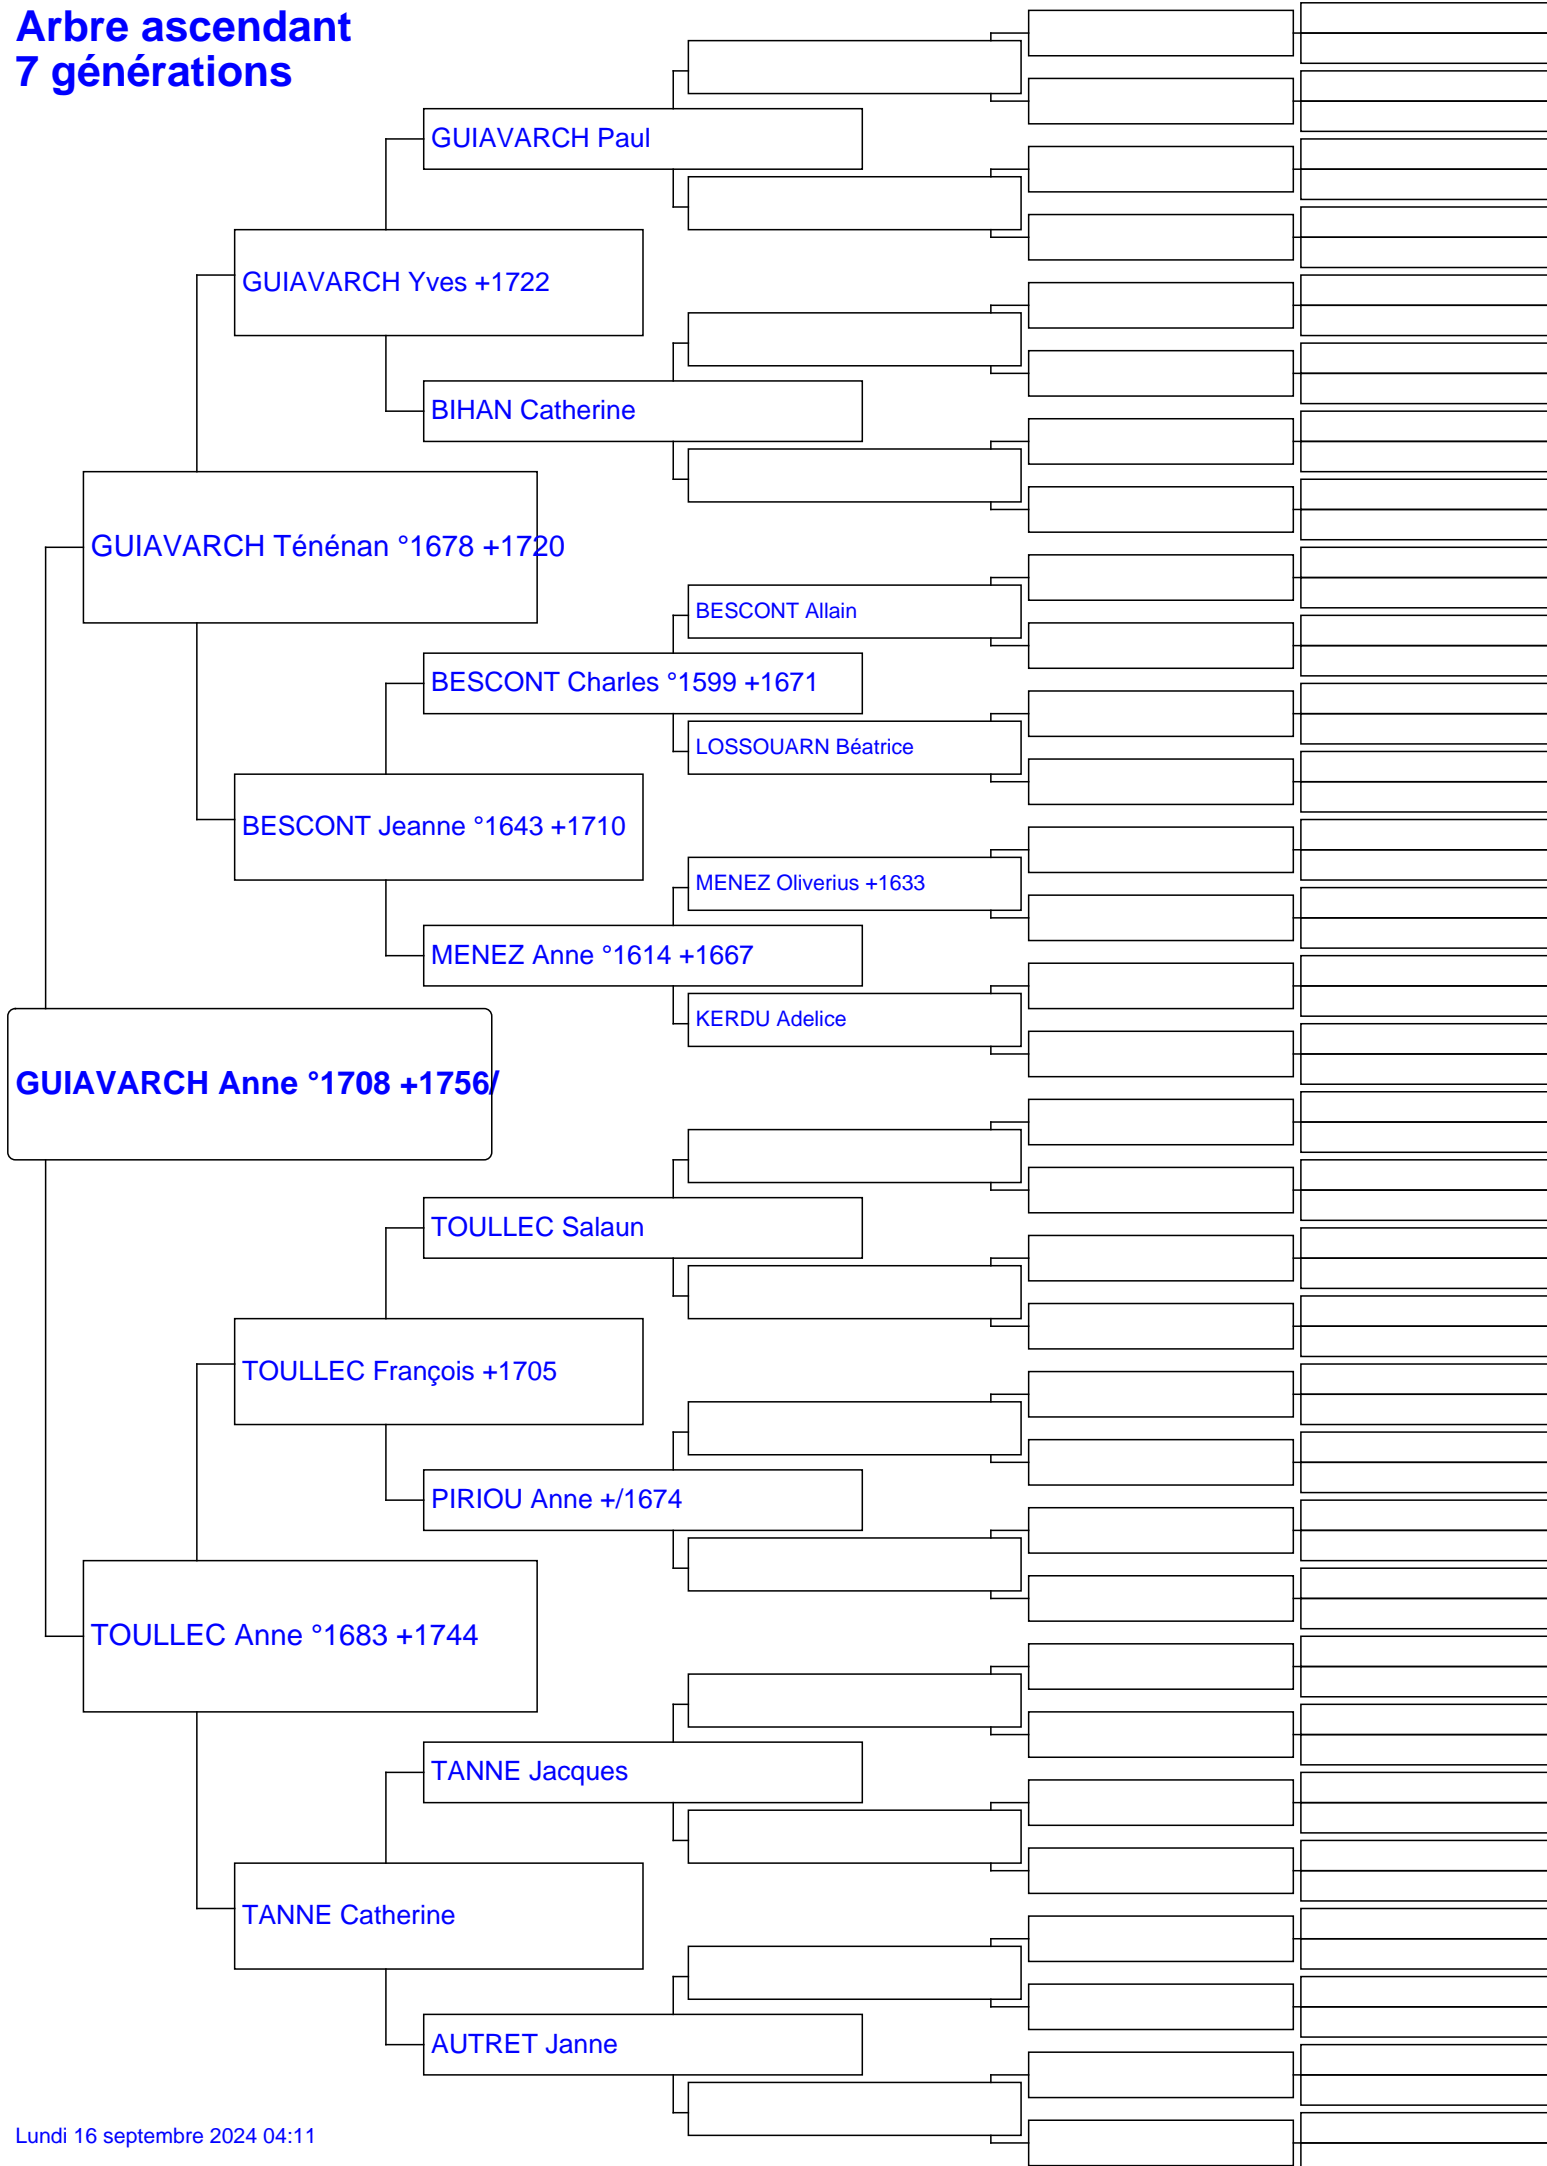 Arbre ascendant
7 générations
GUIAVARCH Paul
GUIAVARCH Yves +1722
BIHAN Catherine
GUIAVARCH Ténénan °1678 +1720
BESCONT Allain
BESCONT Charles °1599 +1671
LOSSOUARN Béatrice
BESCONT Jeanne °1643 +1710
MENEZ Oliverius +1633
MENEZ Anne °1614 +1667
KERDU Adelice
GUIAVARCH Anne °1708 +1756/
TOULLEC Salaun
TOULLEC François +1705
PIRIOU Anne +/1674
TOULLEC Anne °1683 +1744
TANNE Jacques
TANNE Catherine
AUTRET Janne
Lundi 16 septembre 2024 04:11